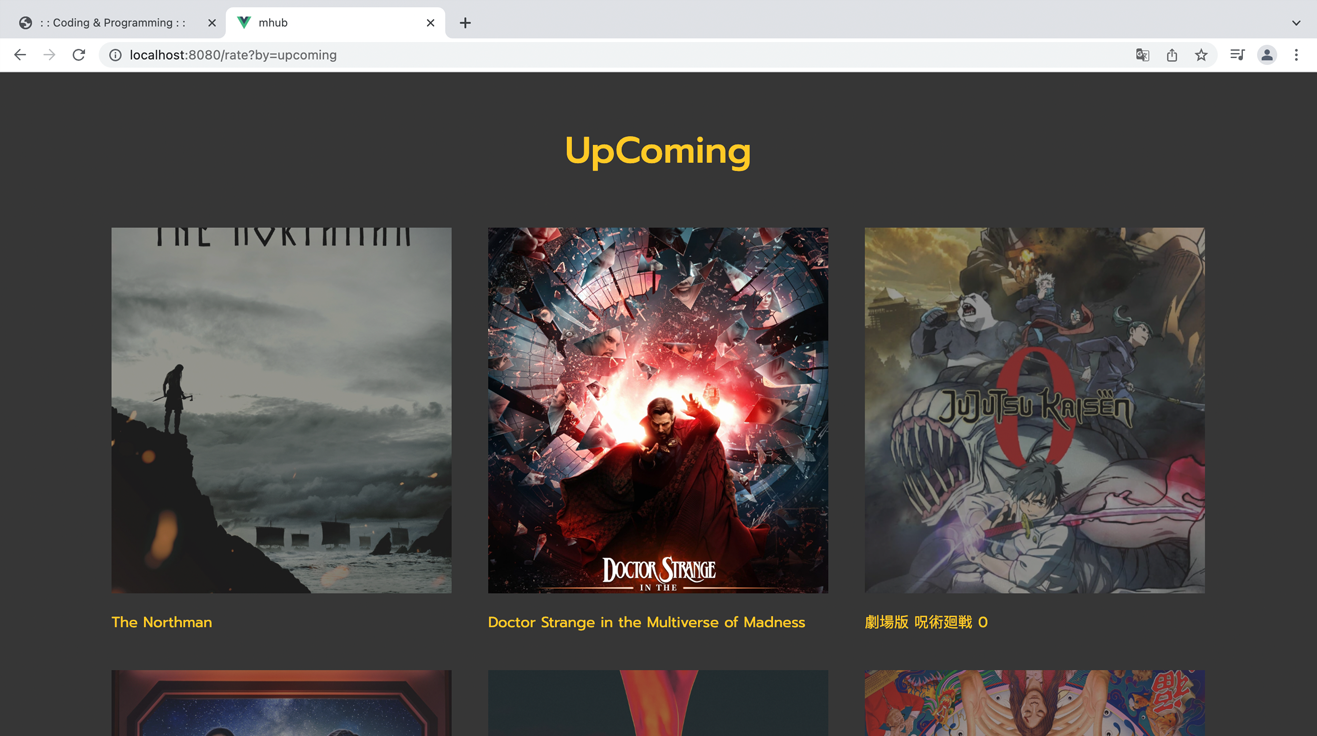 : : Coding & Programming : :
mhub
localhost:8080/rate?by=upcoming
UpComing
THE NORTHMAN
DOCTOR STRANGE
IN THE
JUJUTSU KAISEN
0
The Northman
Doctor Strange in the Multiverse of Madness
劇場版 呪術廻戦 0
福